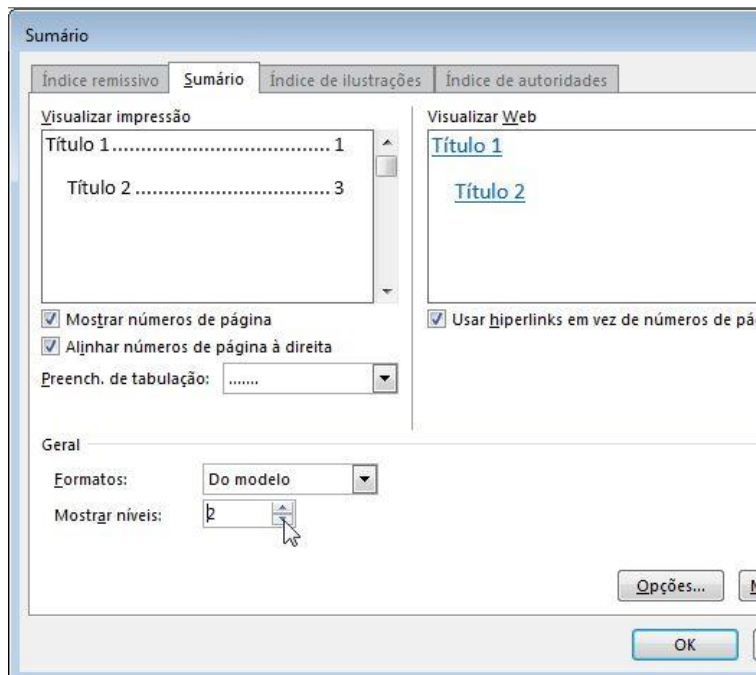 Sumário
Índice remissivo
Sumário
Índice de ilustrações
Índice de autoridades
Visualizar impressão
Título 1..................................... 1
Título 2................................. 3
Mostrar números de página
Alinhar números de página à direita
Preench. de tabulação: .......
Visualizar Web
Título 1
Título 2
Usar hiperlinks em vez de números de
Geral
Formatos: Do modelo
Mostrar níveis: 2
Opções...
OK